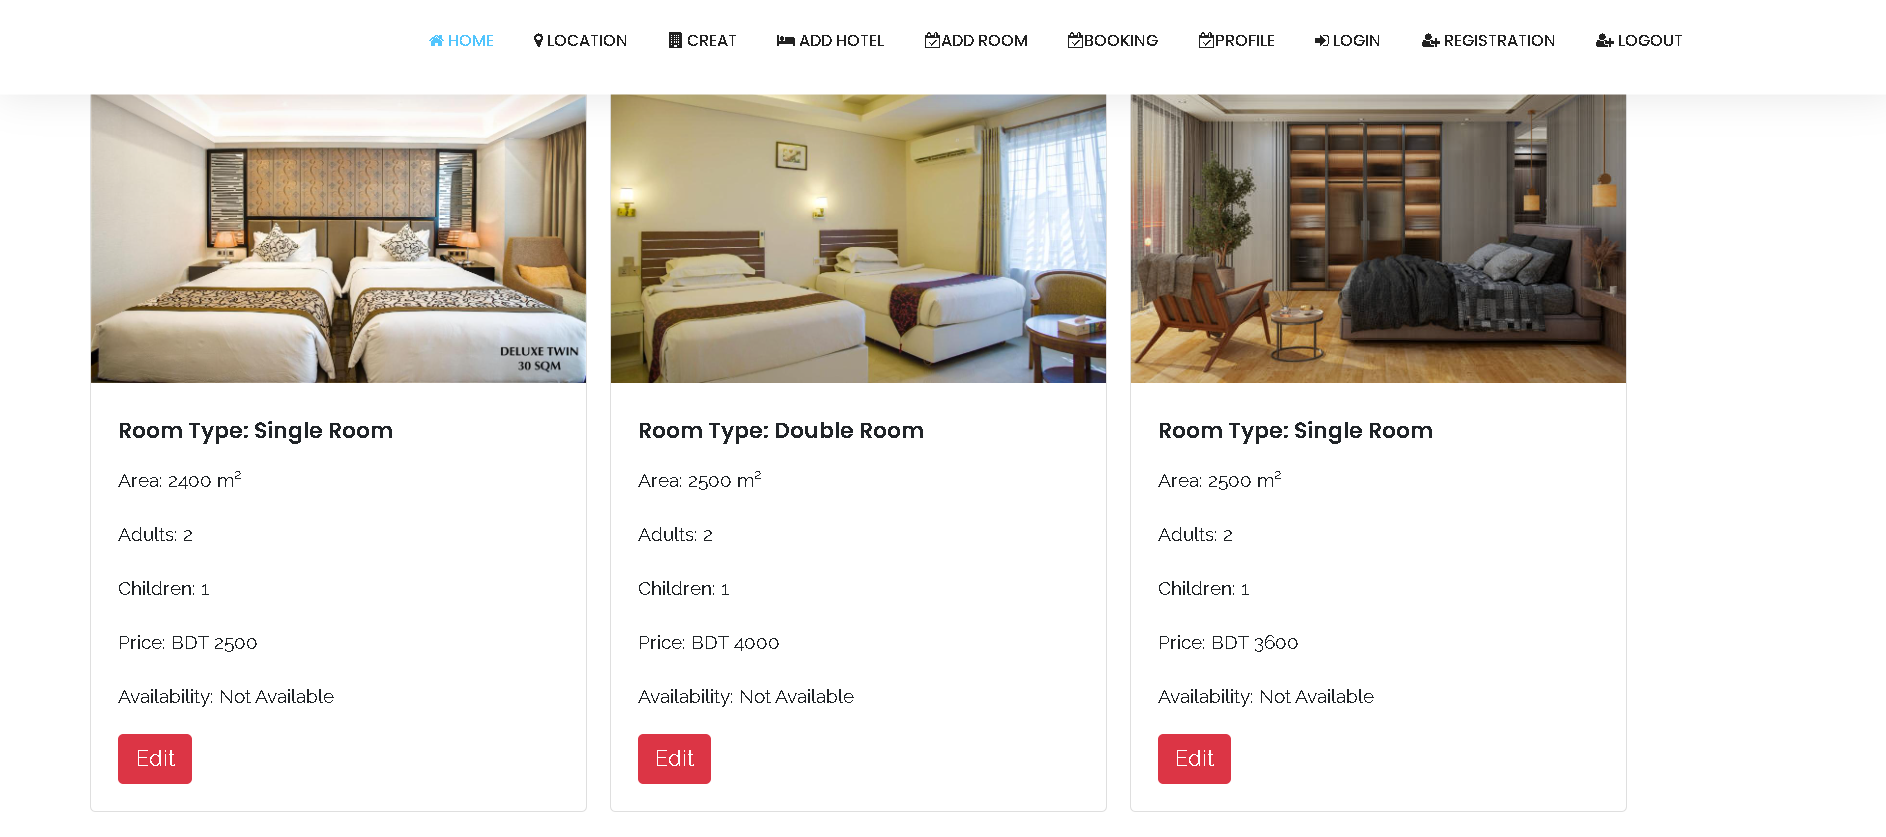 HOME LOCATION CREAT ADD HOTEL ADD ROOM BOOKING PROFILE LOGIN REGISTRATION LOGOUT
DELUXE TWIN
30 SQM
Room Type: Single Room
Area: 2400 m²
Adults: 2
Children: 1
Price: BDT 2500
Availability: Not Available
Edit
Room Type: Double Room
Area: 2500 m²
Adults: 2
Children: 1
Price: BDT 4000
Availability: Not Available
Edit
Room Type: Single Room
Area: 2500 m²
Adults: 2
Children: 1
Price: BDT 3600
Availability: Not Available
Edit